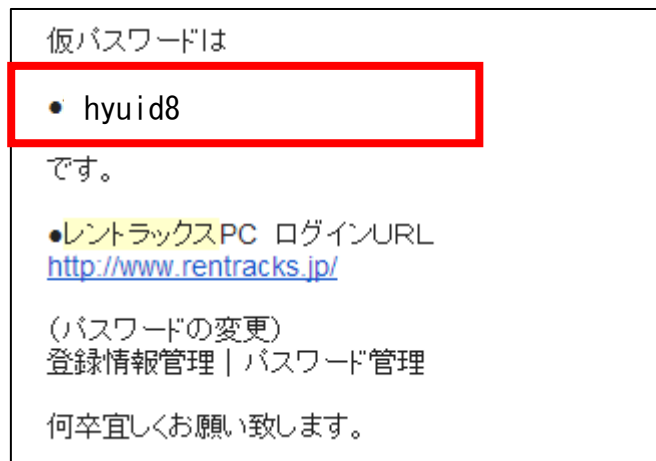 仮パスワードは
● hyuid8
です。
●レントラックスPC ログインURL
http://www.rentracks.jp/
(パスワードの変更)
登録情報管理 | パスワード管理
何卒宜しくお願い致します。